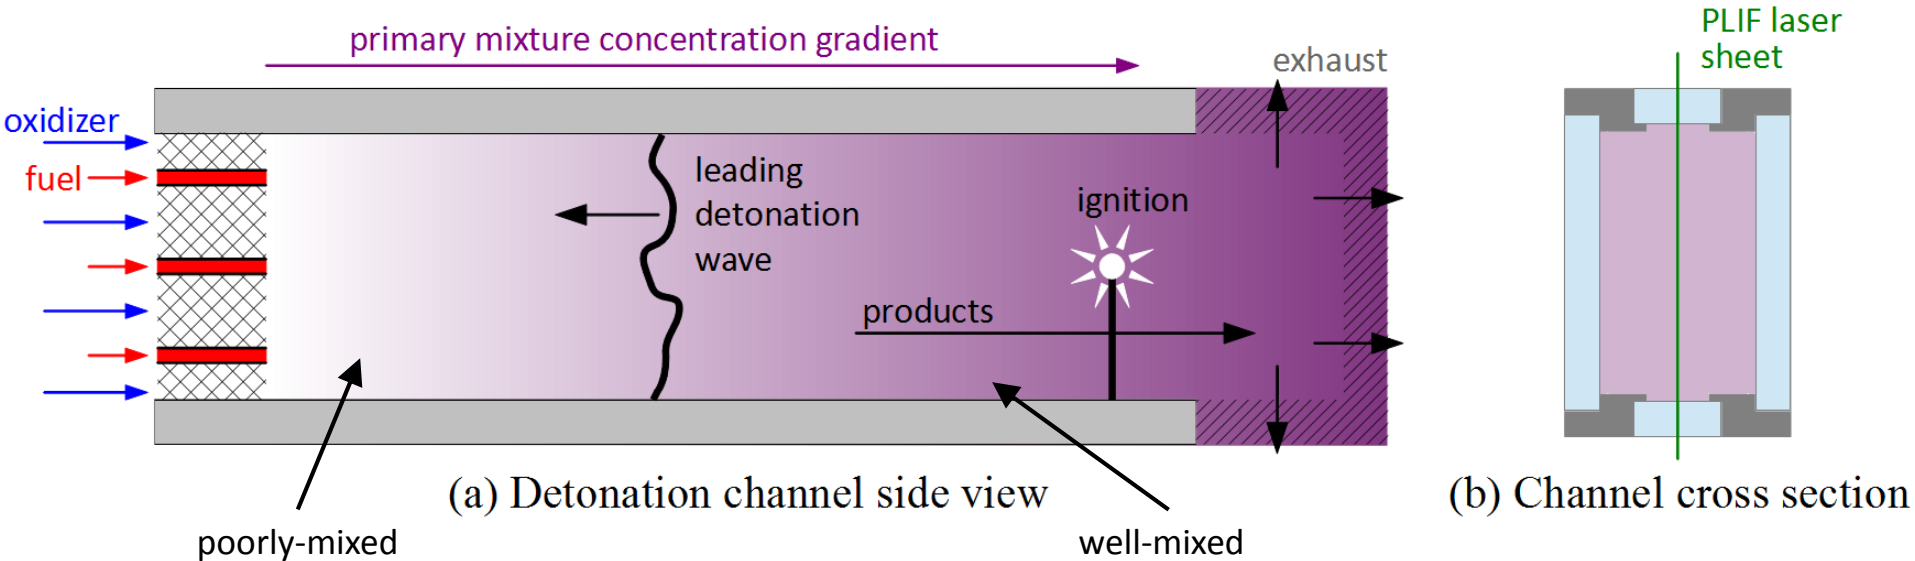 primary mixture concentration gradient
exhaust
oxidizer
fuel
leading
detonation
wave
ignition
products
(a) Detonation channel side view
poorly-mixed
well-mixed
PLIF laser
sheet
(b) Channel cross section